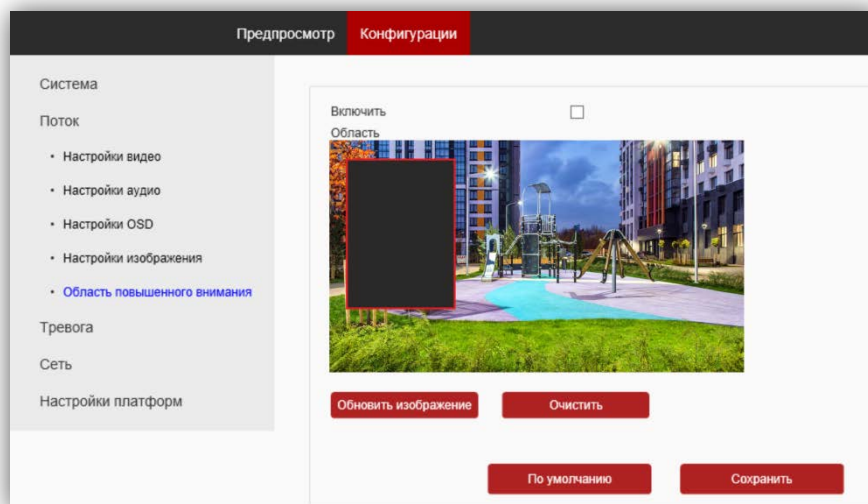 Предпросмотр Конфигурации
Система
Поток
• Настройки видео
• Настройки аудио
• Настройки OSD
• Настройки изображения
• Область повышенного внимания
Тревога
Сеть
Настройки платформ
Включить
Область
Обновить изображение Очистить
По умолчанию Сохранить